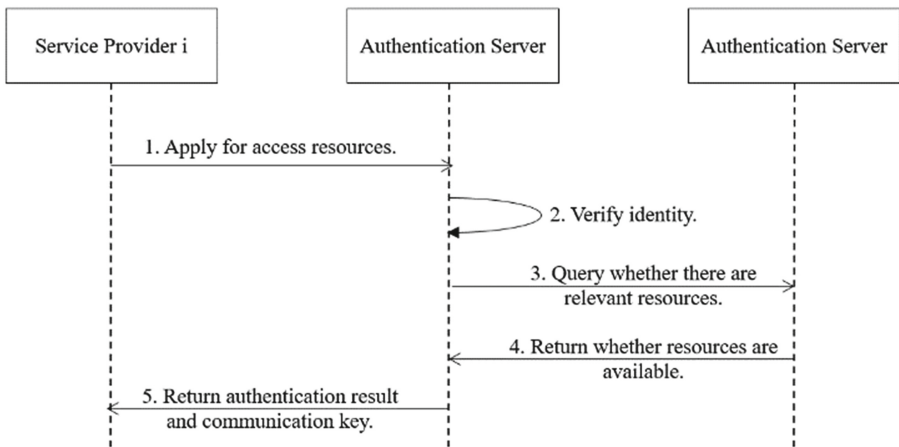 Service Provider i
Authentication Server
Authentication Server
1. Apply for access resources.
2. Verify identity.
3. Query whether there are
relevant resources.
4. Return whether resources are
available.
5. Return authentication result
and communication key.